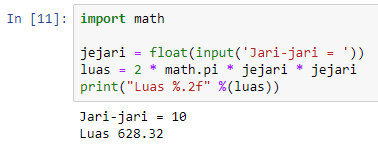 In [11]: import math
jejari = float(input('Jari-jari = '))
luas = 2 * math.pi * jejari * jejari
print("Luas %.2f" %(luas))
Jari-jari = 10
Luas 628.32